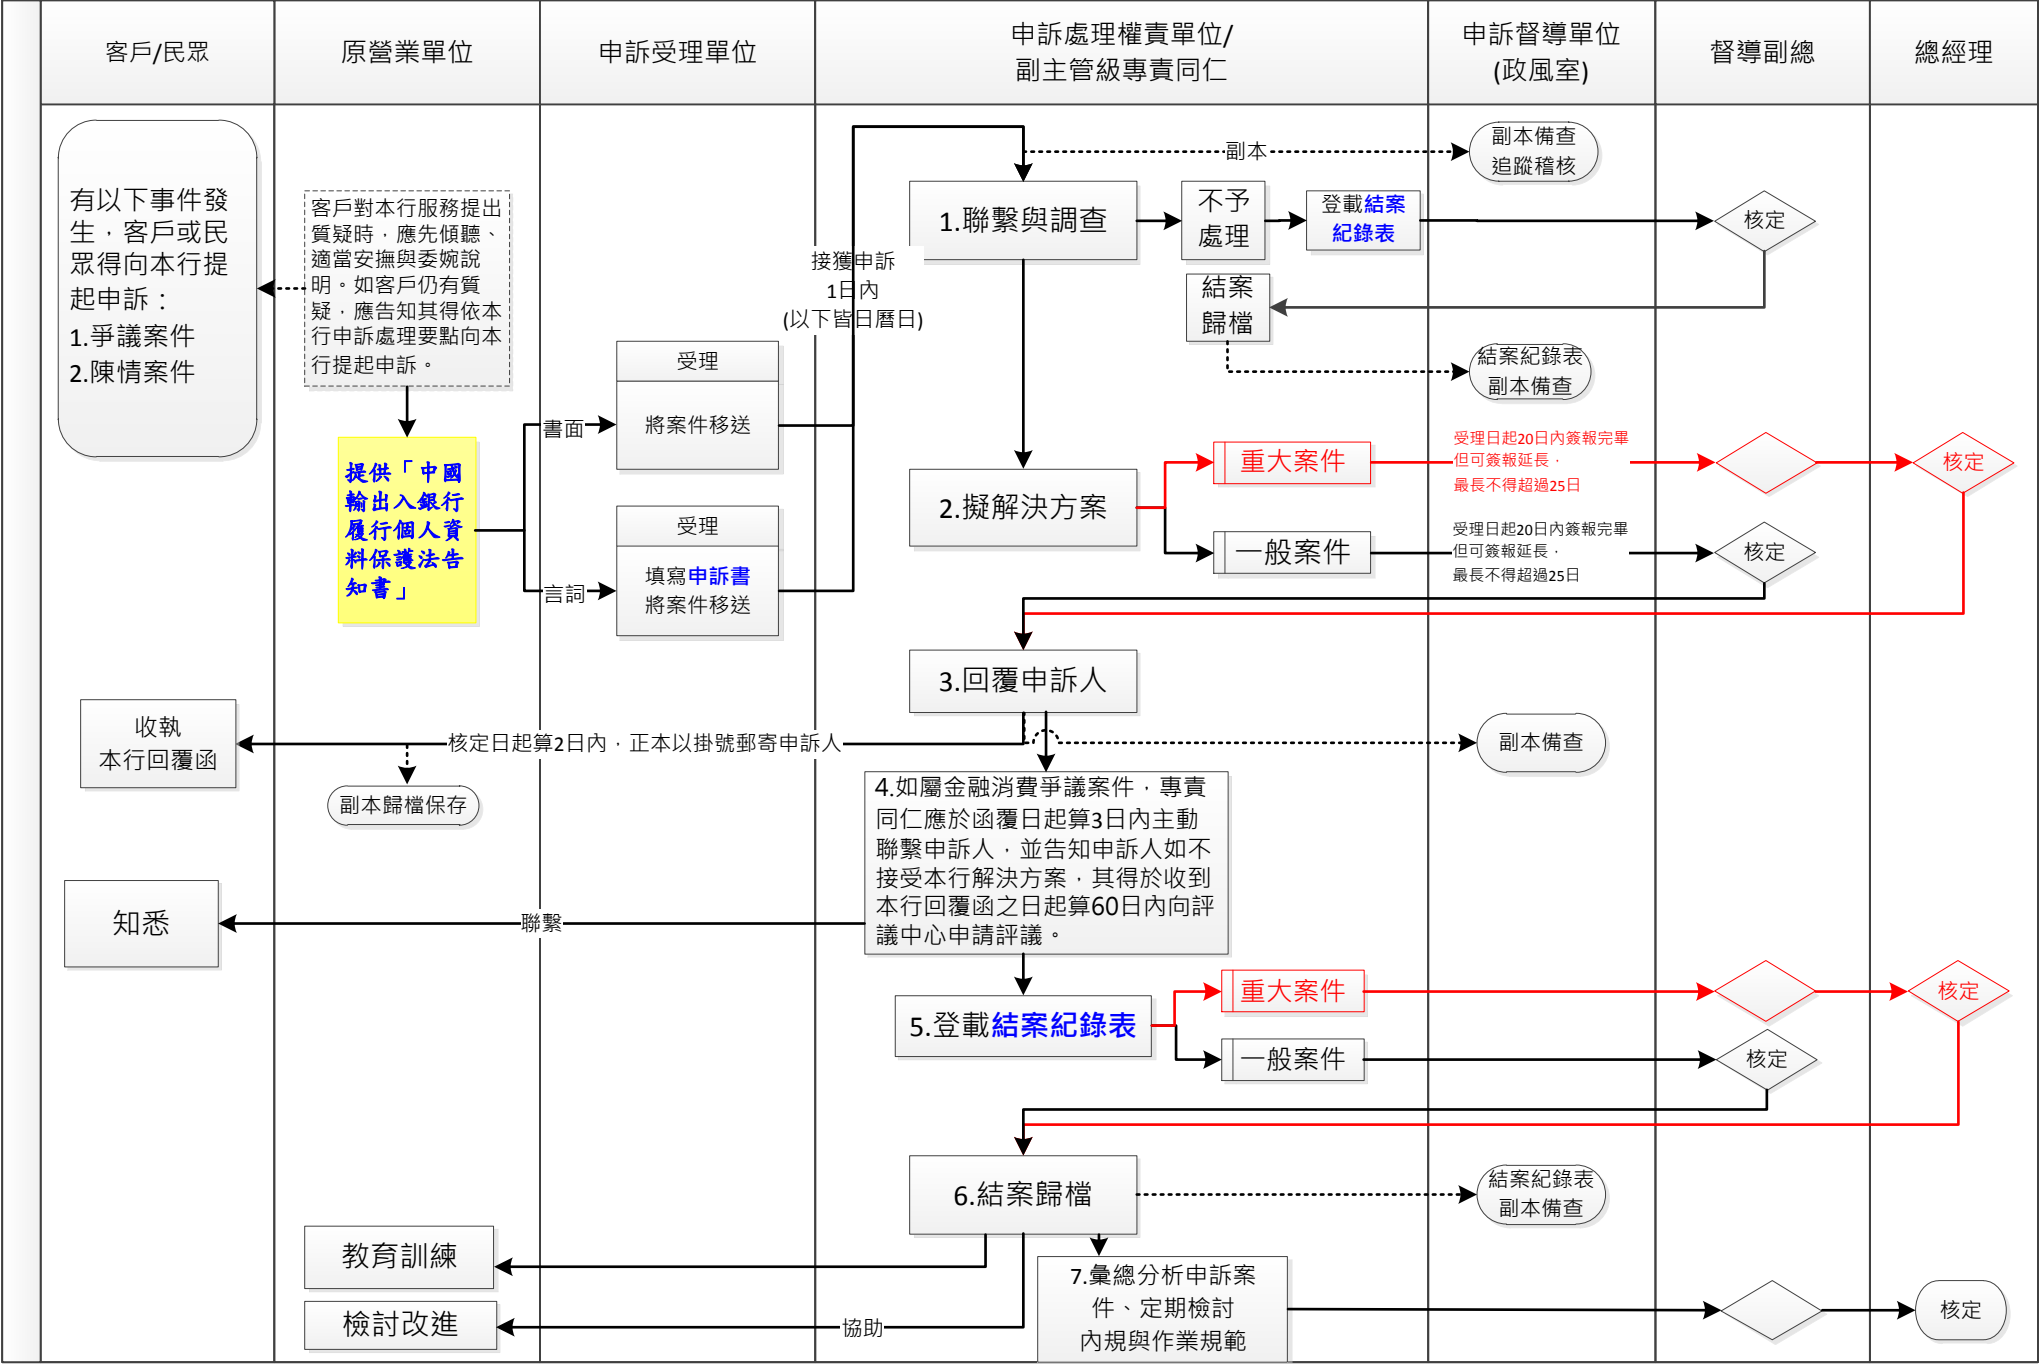 客戶/民眾
原營業單位
申訴受理單位
申訴處理權責單位/
副主管級專責同仁
申訴督導單位
(政風室)
督導副總
總經理
有以下事件發
生，客戶或民
眾得向本行提
起申訴：
1.爭議案件
2.陳情案件
客戶對本行服務提出
質疑時，應先傾聽、
適當安撫與委婉說
明。如客戶仍有質
疑，應告知其得依本
行申訴處理要點向本
行提起申訴。
提供「中國
輸出入銀行
履行個人資
料保護法告
知書」
書面
言詞
受理
將案件移送
受理
填寫申訴書
將案件移送
接獲申訴
1日內
(以下皆日曆日)
副本
副本備查
追蹤稽核
1.聯繫與調查
不予
處理
登載結案
紀錄表
核定
結案
歸檔
結案紀錄表
副本備查
2.擬解決方案
重大案件
受理日起20日內簽報完畢
但可簽報延長，
最長不得超過25日
核定
一般案件
受理日起20日內簽報完畢
但可簽報延長，
最長不得超過25日
核定
3.回覆申訴人
收執
本行回覆函
核定日起算2日內，正本以掛號郵寄申訴人
副本備查
副本歸檔保存
4.如屬金融消費爭議案件，專責
同仁應於函覆日起算3日內主動
聯繫申訴人，並告知申訴人如不
接受本行解決方案，其得於收到
本行回覆函之日起算60日內向評
議中心申請評議。
知悉
聯繫
5.登載結案紀錄表
重大案件
核定
一般案件
核定
6.結案歸檔
結案紀錄表
副本備查
教育訓練
檢討改進
協助
7.彙總分析申訴案
件、定期檢討
內規與作業規範
核定